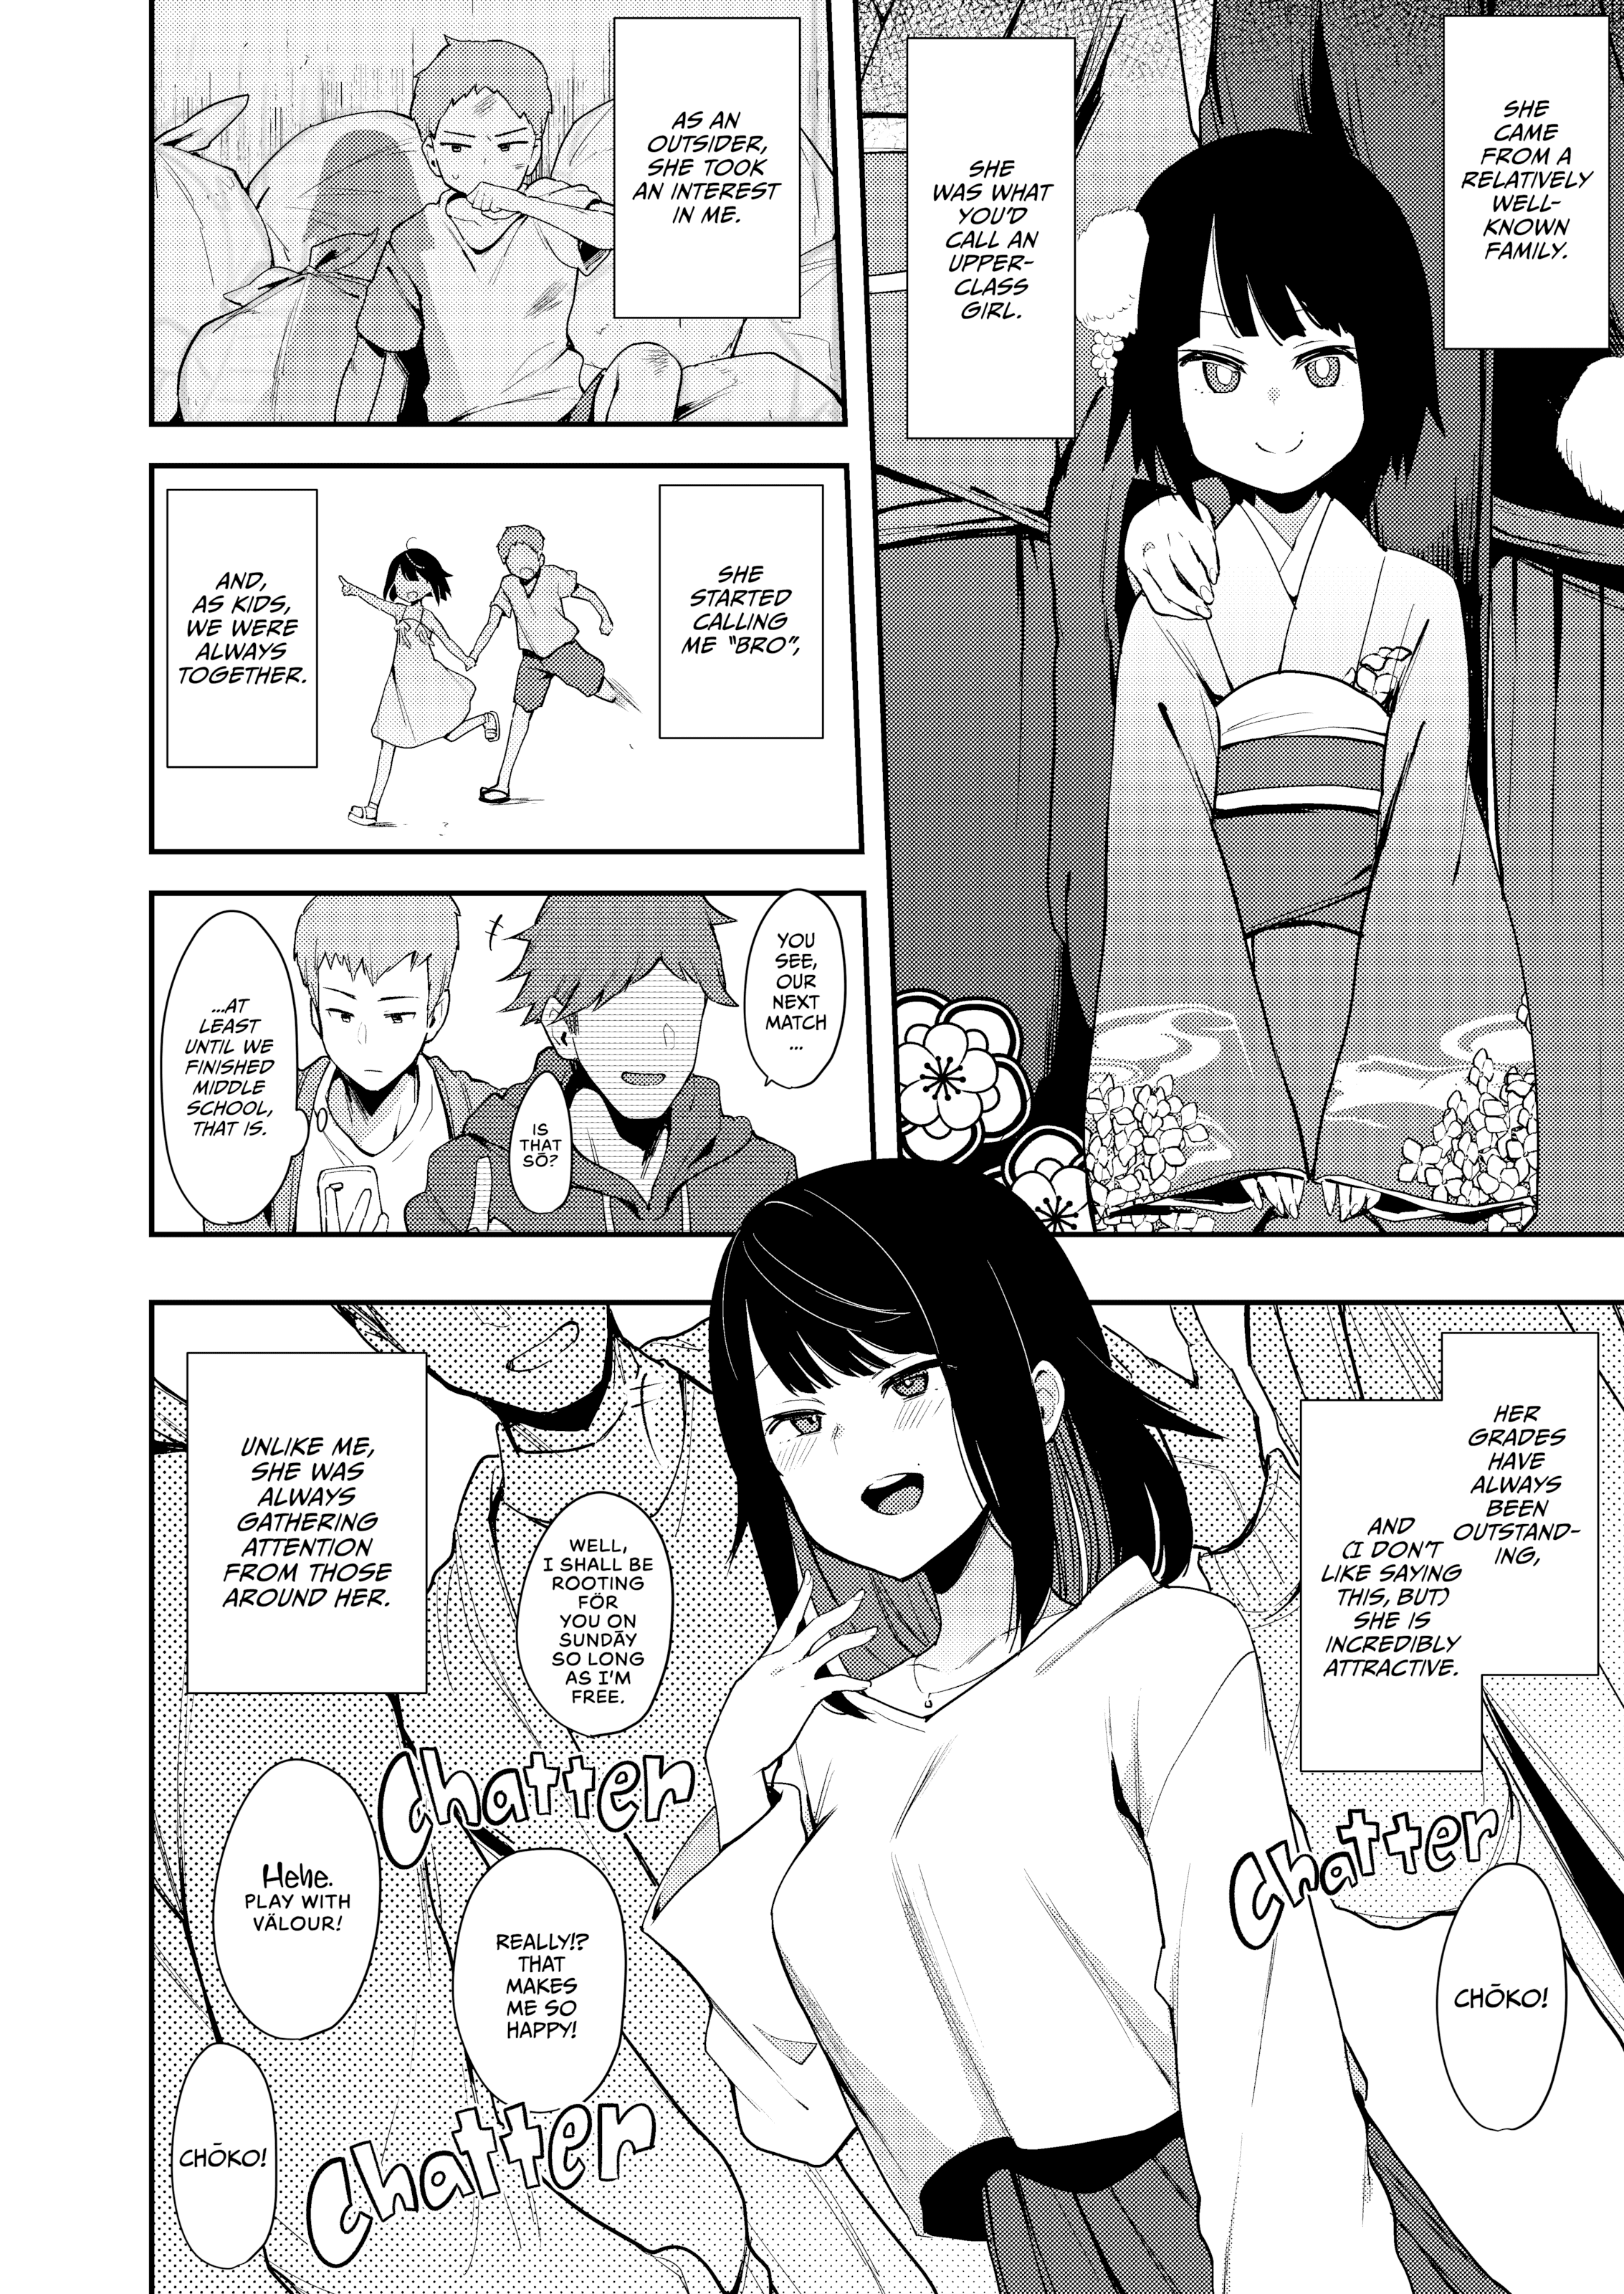 SHE
CAME
FROM A
RELATIVELY
WELL-
KNOWN
FAMILY.
SHE
WAS WHAT
YOU'D
CALL AN
UPPER-
CLASS
GIRL.
AS AN
OUTSIDER,
SHE TOOK
AN INTEREST
IN ME.
SHE
STARTED
CALLING
ME "BRO",
AND,
AS KIDS,
WE WERE
ALWAYS
TOGETHER.
YOU
SEE,
OUR
NEXT
MATCH
...
IS
THAT
SŌ?
...AT
LEAST
UNTIL WE
FINISHED
MIDDLE
SCHOOL,
THAT IS.
HER
GRADES
HAVE
ALWAYS
BEEN
OUTSTAND-
ING,
AND
(I DON'T
LIKE SAYING
THIS, BUT)
SHE IS
INCREDIBLY
ATTRACTIVE.
UNLIKE ME,
SHE WAS
ALWAYS
GATHERING
ATTENTION
FROM THOSE
AROUND HER.
WELL,
I SHALL BE
ROOTING
FÖR
YOU ON
SUNDĀY
SO LONG
AS I'M
FREE.
Chatter
Chatter
CHŌKO!
REALLY!?
THAT
MAKES
ME SO
HAPPY!
Hehe.
PLAY WITH
VÄLOUR!
Chatter
CHŌKO!